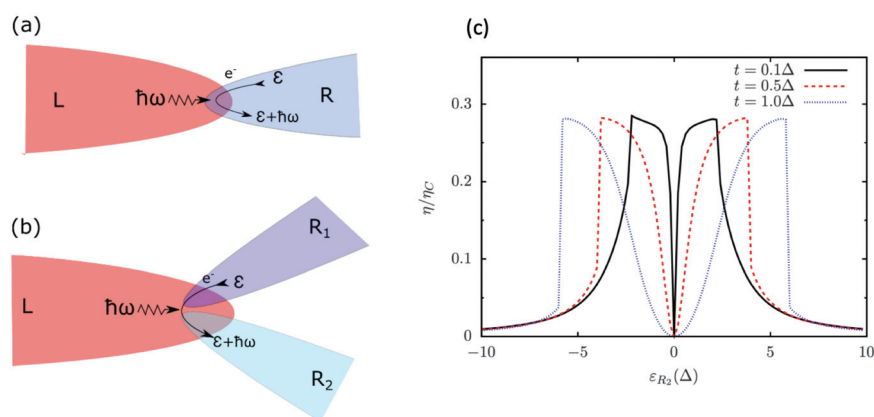 (a)
L
ħω
e⁻
ε
ε+ħω
R
(b)
L
ħω
e⁻
ε
ε+ħω
R₁
R₂
(c)
t = 0.1Δ
t = 0.5Δ
t = 1.0Δ
η/η_C
0.3
0.2
0.1
0
−10
−5
0
5
10
ε_{R₂}(Δ)